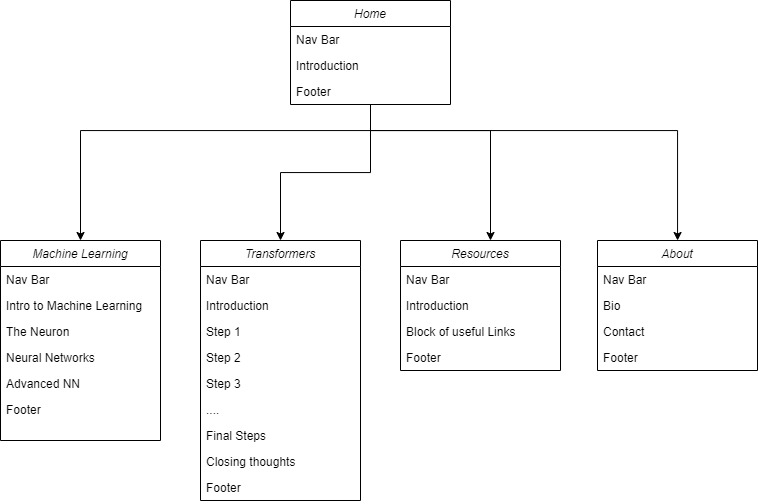 Home
Nav Bar
Introduction
Footer
Machine Learning
Nav Bar
Intro to Machine Learning
The Neuron
Neural Networks
Advanced NN
Footer
Transformers
Nav Bar
Introduction
Step 1
Step 2
Step 3
....
Final Steps
Closing thoughts
Footer
Resources
Nav Bar
Introduction
Block of useful Links
Footer
About
Nav Bar
Bio
Contact
Footer